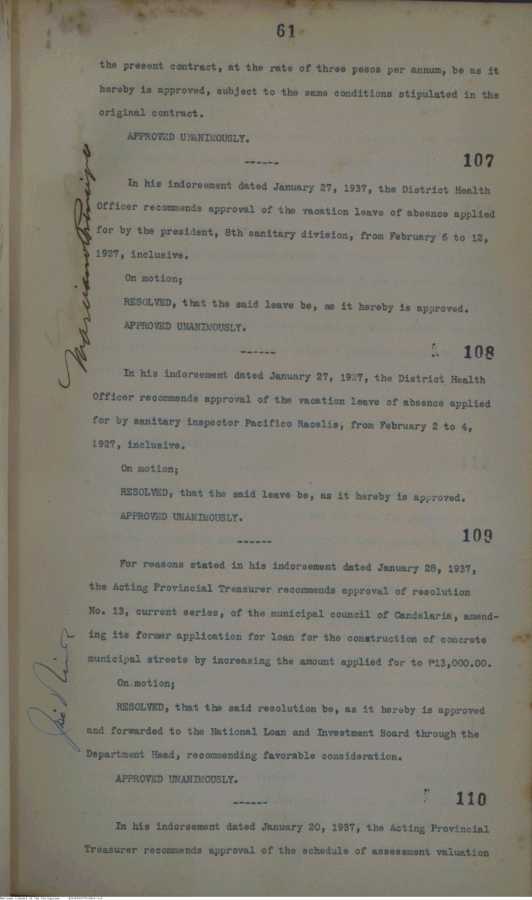 61
the present contract, at the rate of three pesos per annum, be as it
hereby is approved, subject to the same conditions stipulated in the
original contract.
APPROVED UNANIMOUSLY.
------
107
In his indorsement dated January 27, 1937, the District Health
Officer recommends approval of the vacation leave of absence applied
for by the president, 8th sanitary division, from February 6 to 12,
1927, inclusive.
On motion;
RESOLVED, that the said leave be, as it hereby is approved.
APPROVED UNANIMOUSLY.
------
108
In his indorsement dated January 27, 1927, the District Health
Officer recommends approval of the vacation leave of absence applied
for by sanitary inspector Pacifico Racelis, from February 2 to 4,
1927, inclusive.
On motion;
RESOLVED, that the said leave be, as it hereby is approved.
APPROVED UNANIMOUSLY.
------
109
For reasons stated in his indorsement dated January 28, 1937,
the Acting Provincial Treasurer recommends approval of resolution
No. 13, current series, of the municipal council of Candelaria, amend-
ing its former application for loan for the construction of concrete
municipal streets by increasing the amount applied for to ₱13,000.00.
On motion;
RESOLVED, that the said resolution be, as it hereby is approved
and forwarded to the National Loan and Investment Board through the
Department Head, recommending favorable consideration.
APPROVED UNANIMOUSLY.
------
110
In his indorsement dated January 20, 1937, the Acting Provincial
Treasurer recommends approval of the schedule of assessment valuation